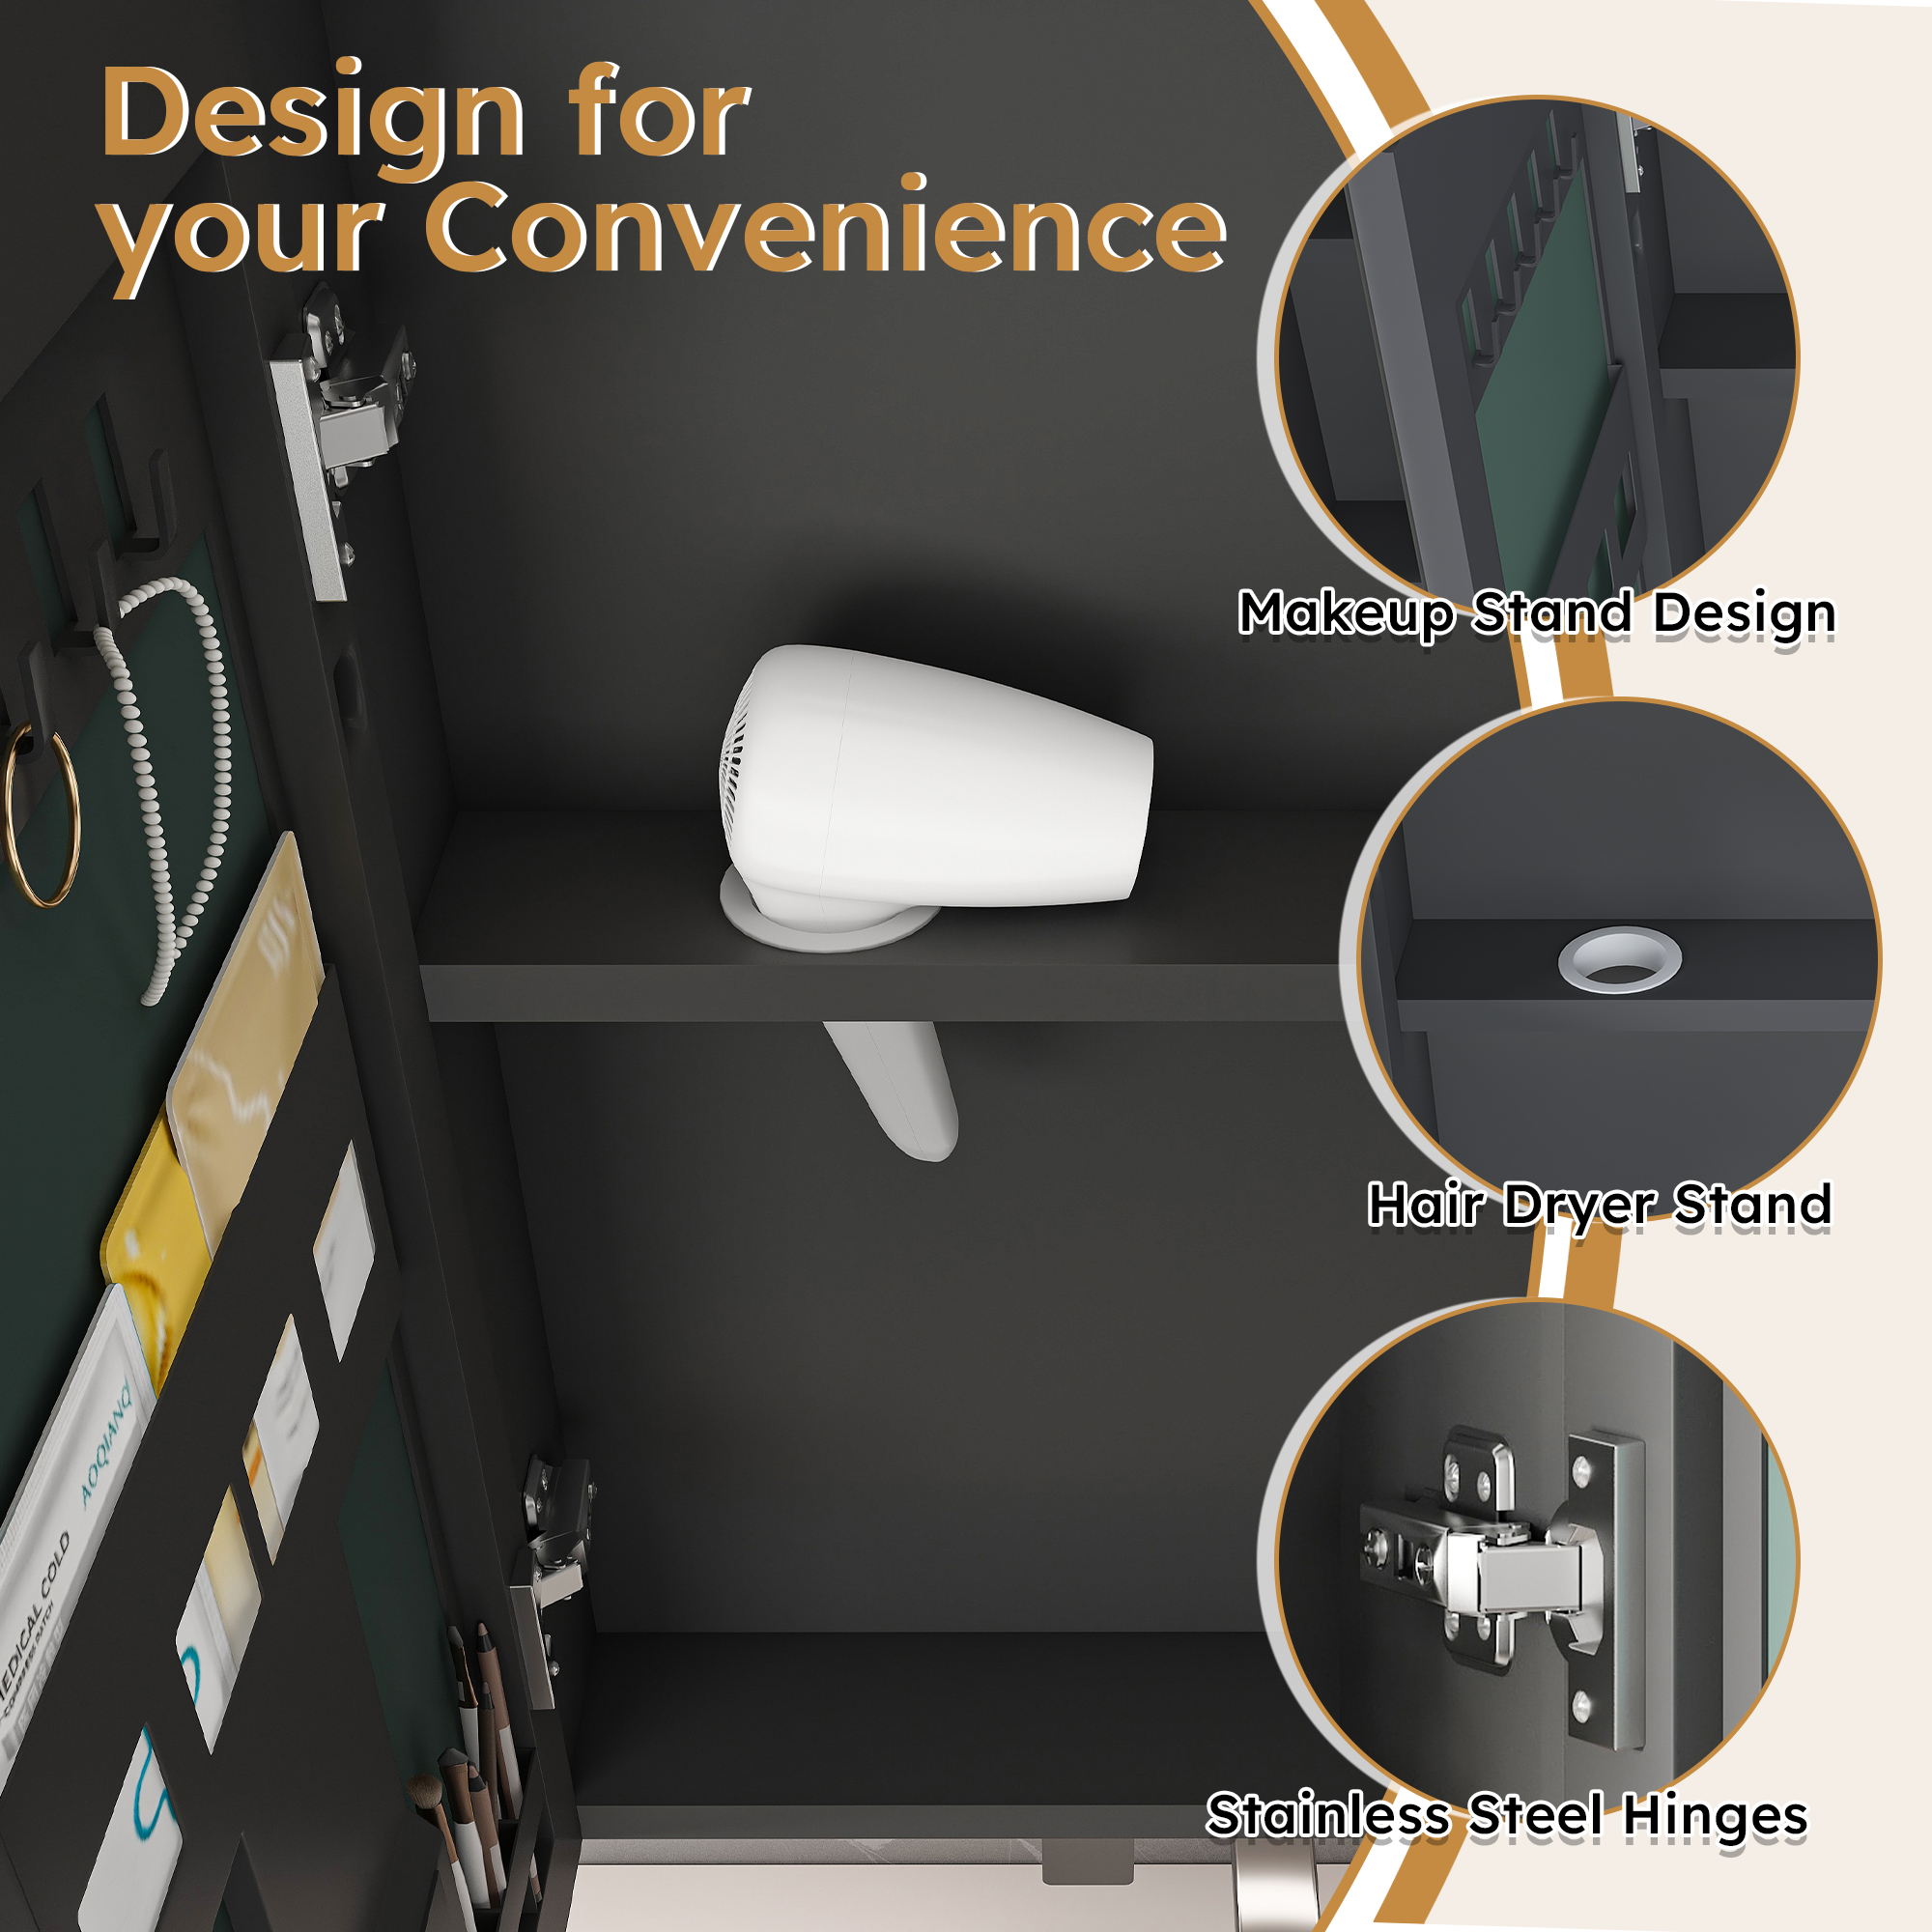 Design for
your Convenience
Makeup Stand Design
Hair Dryer Stand
Stainless Steel Hinges
AOQIANQ
MEDICAL COLD